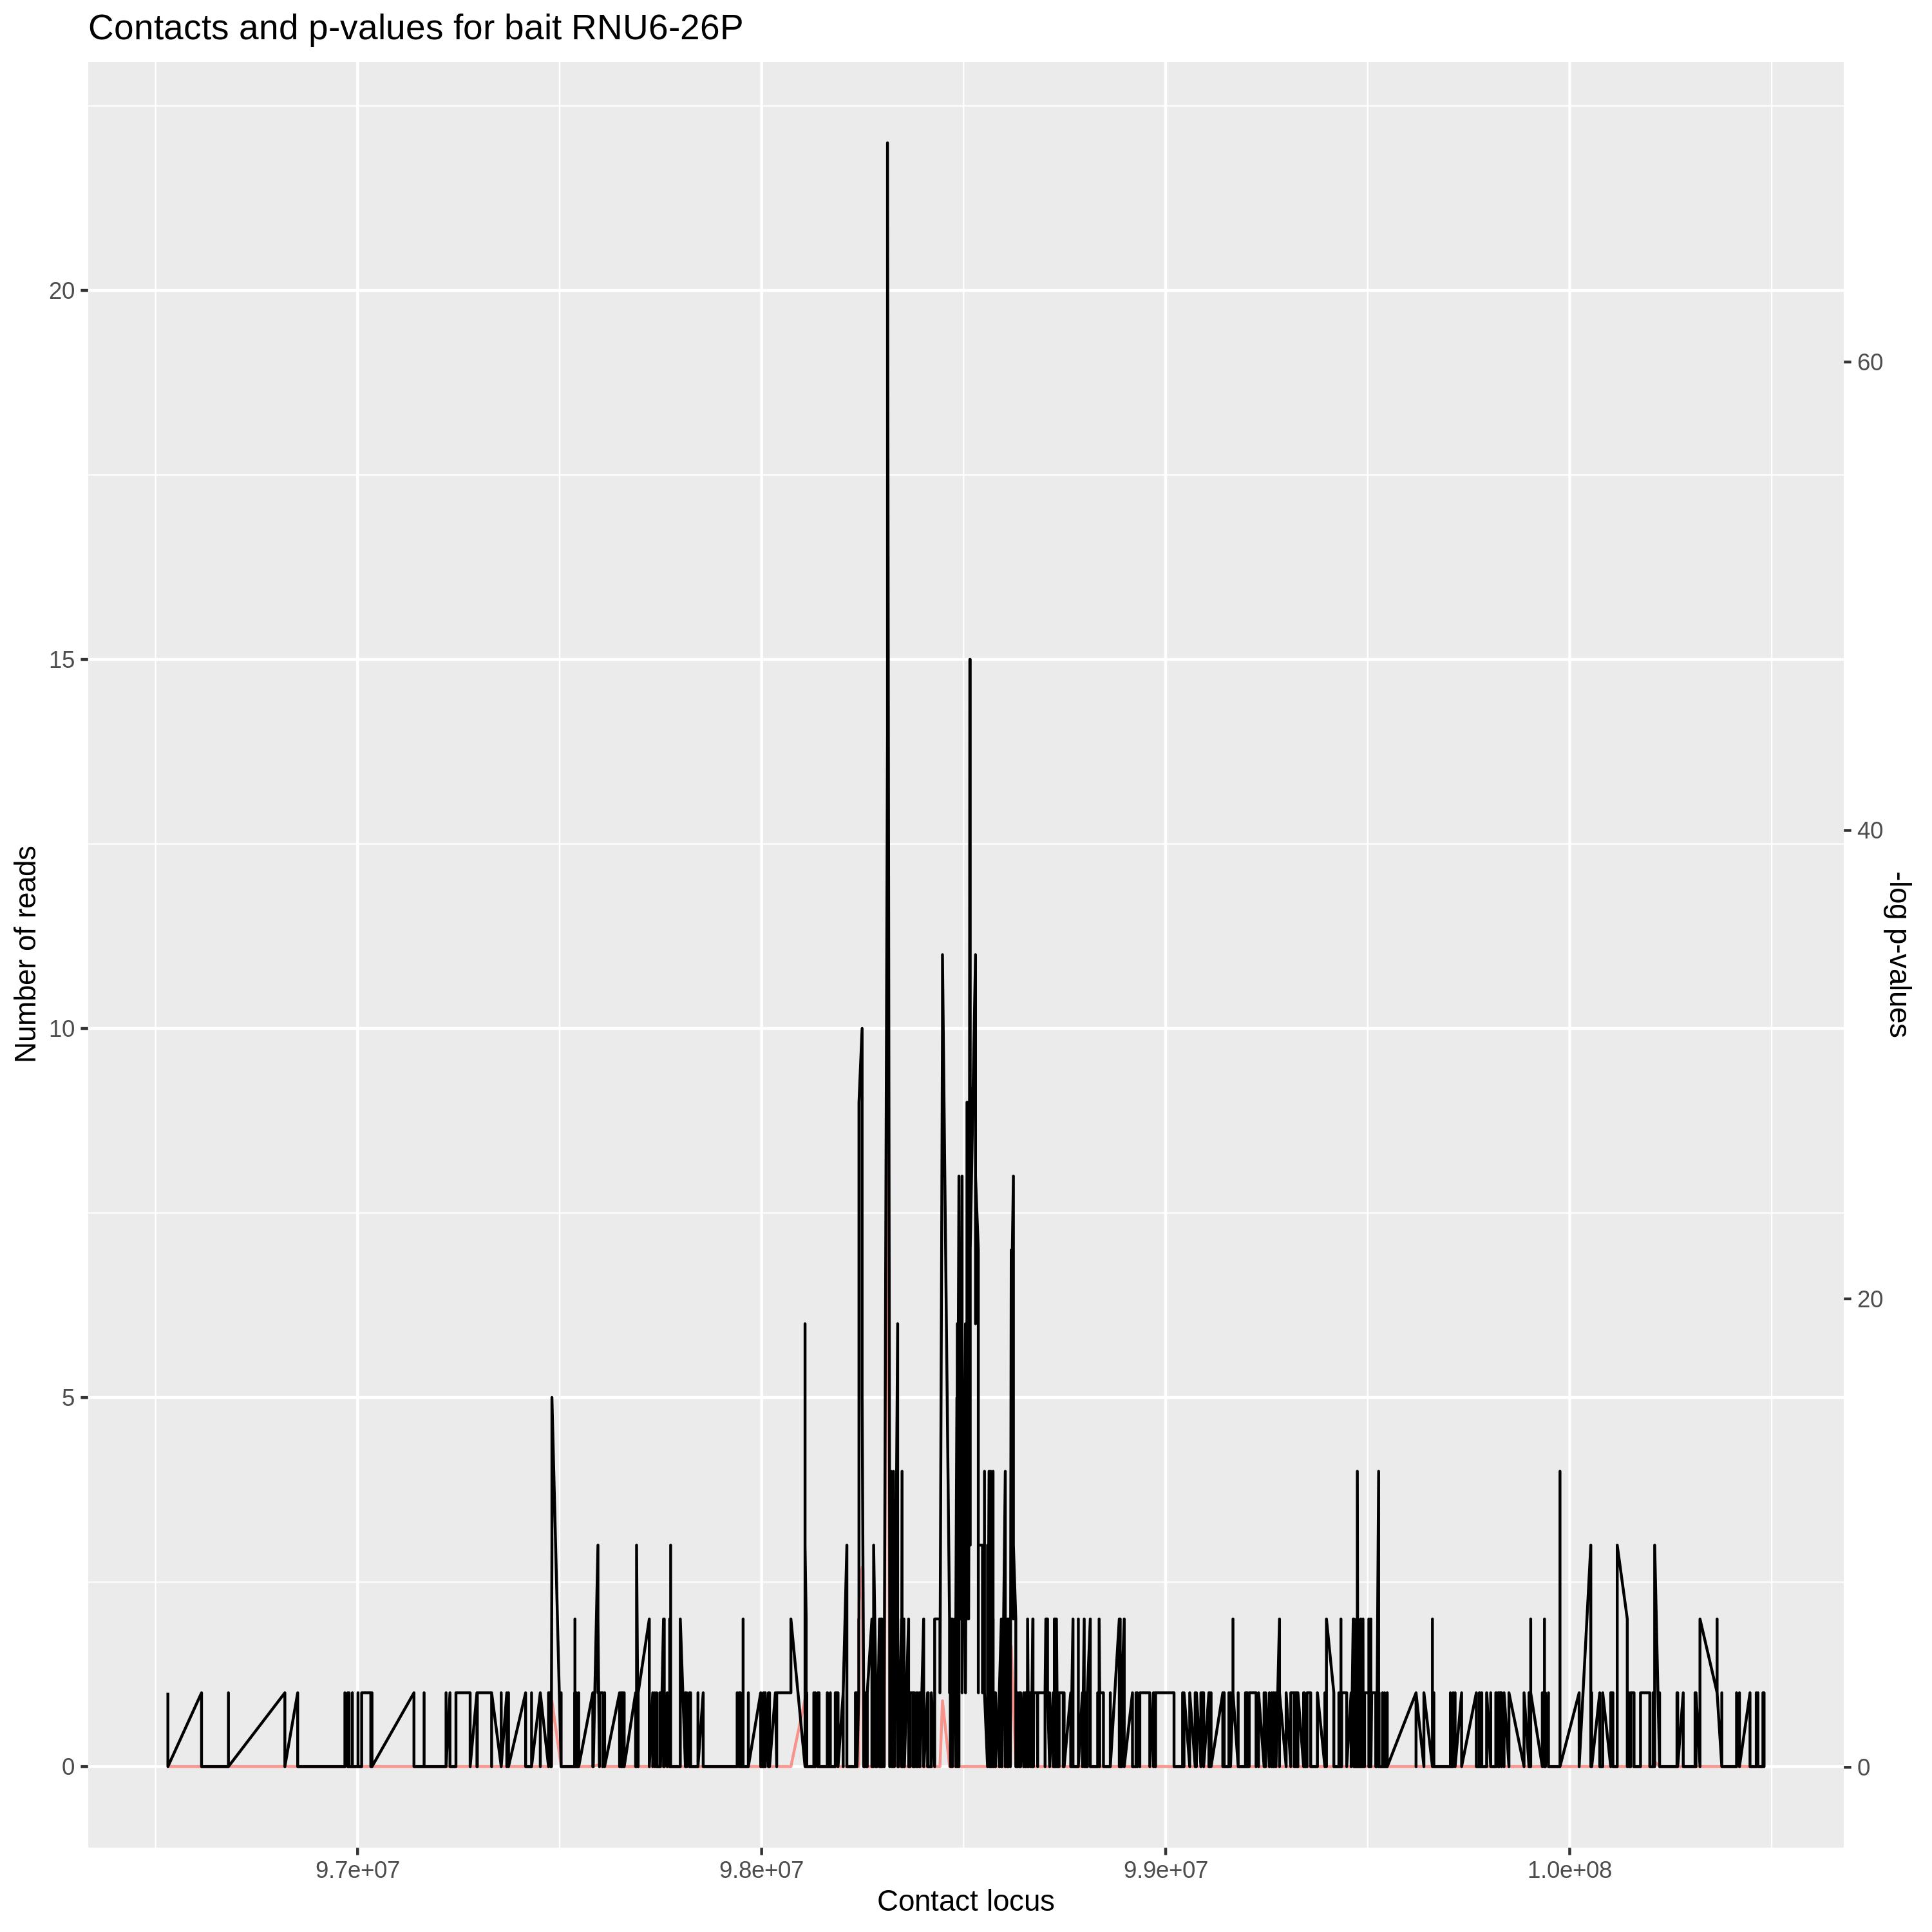 Contacts and p-values for bait RNU6-26P
20
15
10
5
0
Number of reads
60
40
20
0
-log p-values
9.7e+07
9.8e+07
9.9e+07
1.0e+08
Contact locus